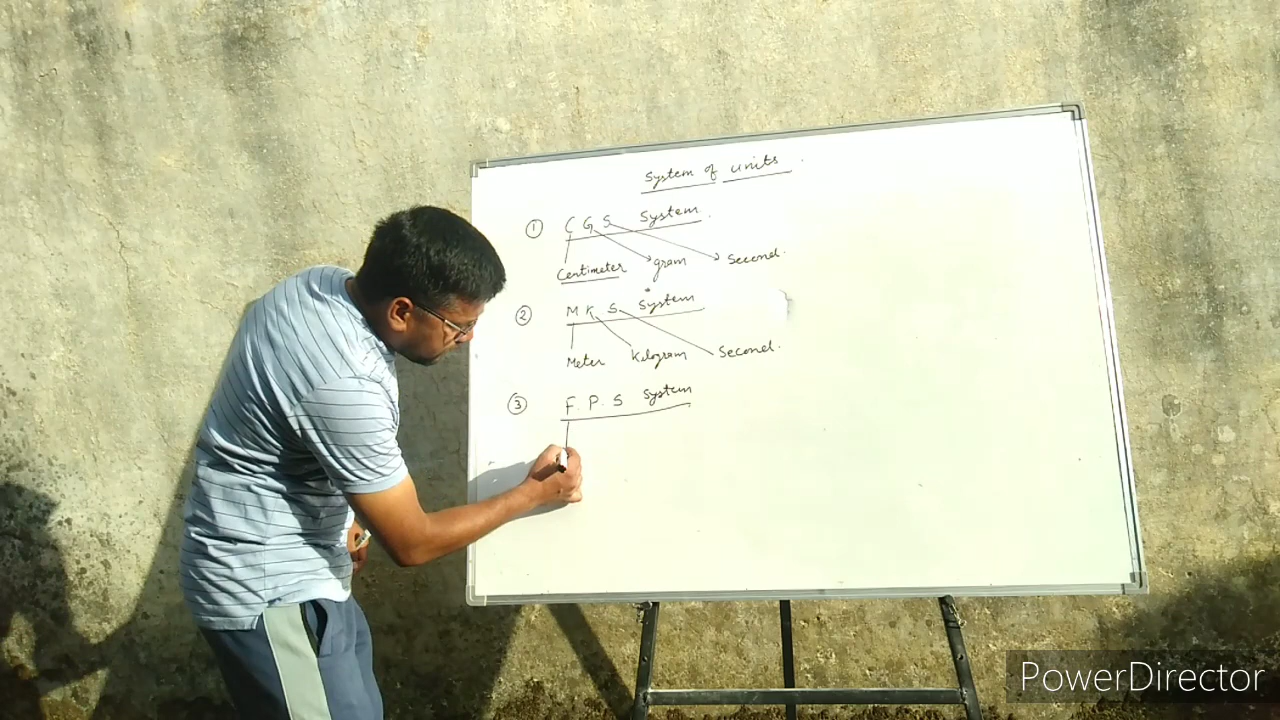 System of units
① C G S System
Centimeter gram Second.
② M K S System
Meter Kilogram Second.
③ F. P. S System
PowerDirector